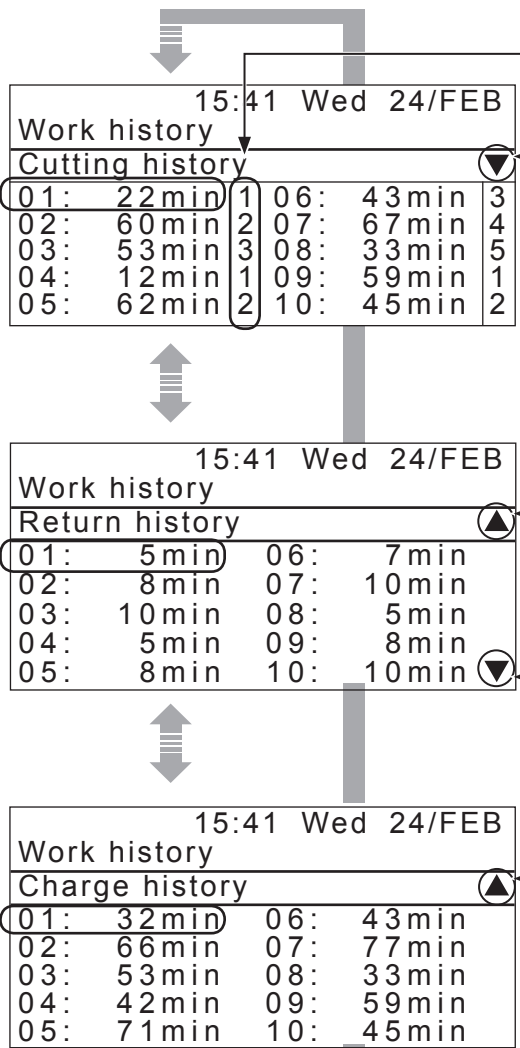 15:41 Wed 24/FEB
Work history
Cutting history
01: 22min 1 06: 43min 3
02: 60min 2 07: 67min 4
03: 53min 3 08: 33min 5
04: 12min 1 09: 59min 1
05: 62min 2 10: 45min 2
15:41 Wed 24/FEB
Work history
Return history
01: 5min 06: 7min
02: 8min 07: 10min
03: 10min 08: 5min
04: 5min 09: 8min
05: 8min 10: 10min
15:41 Wed 24/FEB
Work history
Charge history
01: 32min 06: 43min
02: 66min 07: 77min
03: 53min 08: 33min
04: 42min 09: 59min
05: 71min 10: 45min